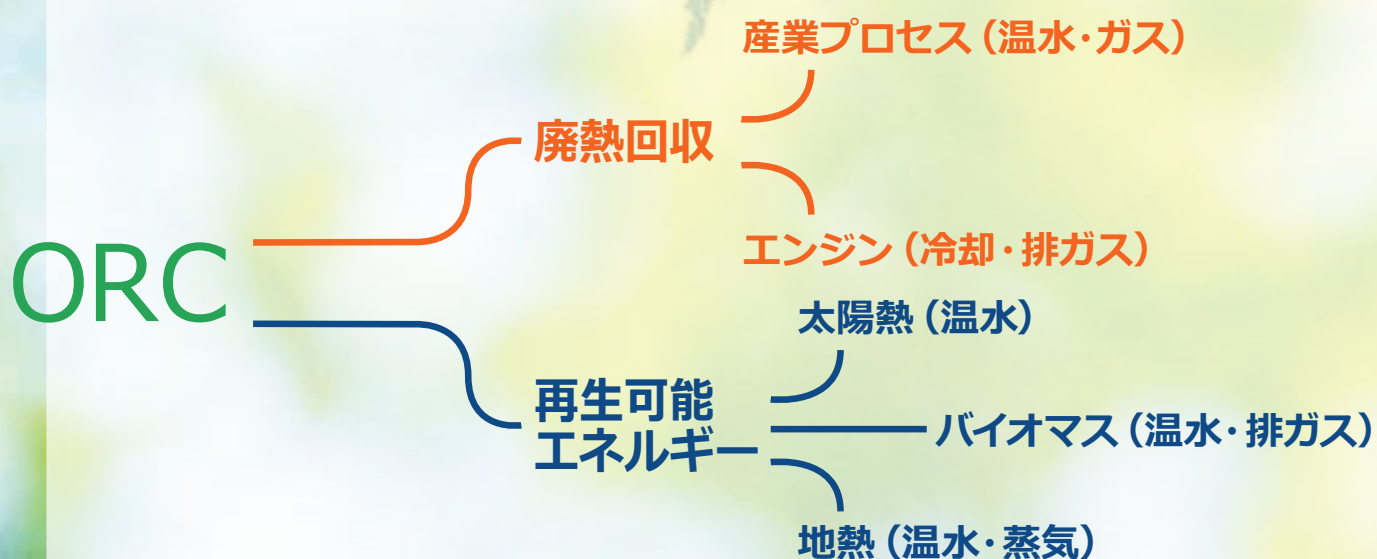 ORC
廃熱回収
産業プロセス（温水・ガス）
エンジン（冷却・排ガス）
再生可能
エネルギー
太陽熱（温水）
バイオマス（温水・排ガス）
地熱（温水・蒸気）